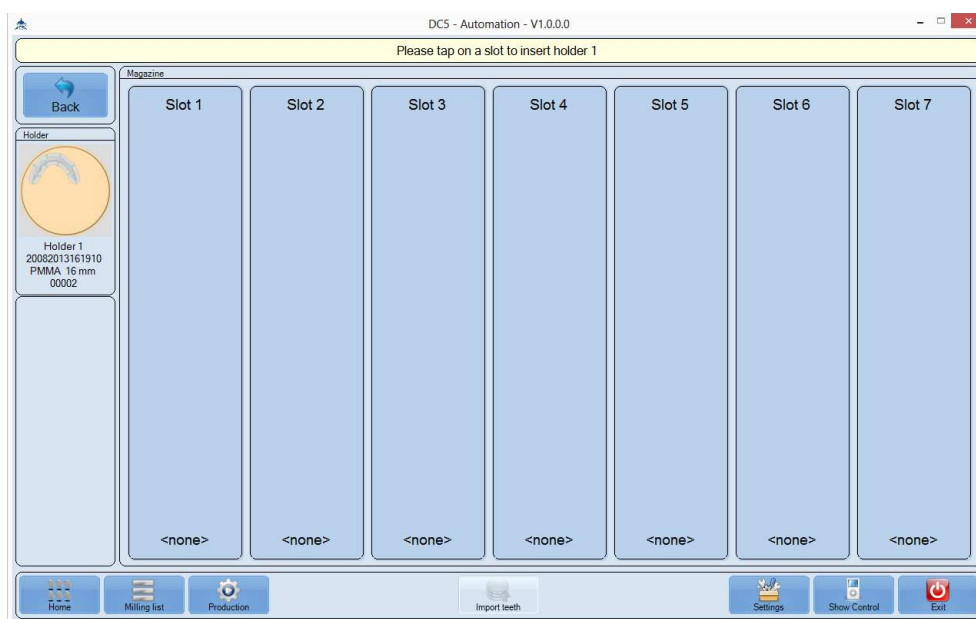 DC5 - Automation - V1.0.0.0
Please tap on a slot to insert holder 1
Back
Magazine
Slot 1
Slot 2
Slot 3
Slot 4
Slot 5
Slot 6
Slot 7
Holder
Holder 1
20082013161910
PMMA 16 mm
00002
<none>
<none>
<none>
<none>
<none>
<none>
<none>
Home
Milling list
Production
Import teeth
Settings
Show Control
Exit